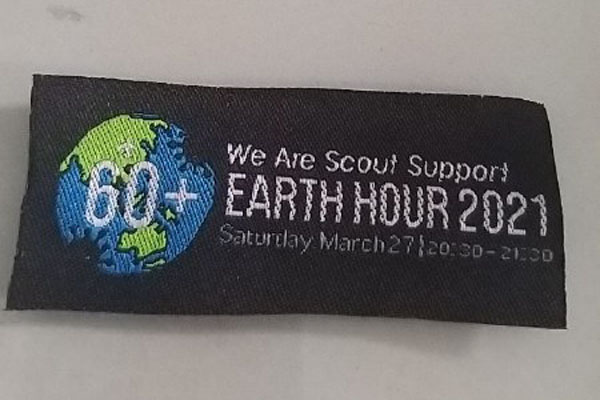 60+
We Are Scout Support
EARTH HOUR 2021
Saturday March 27 | 20:30 - 21:30